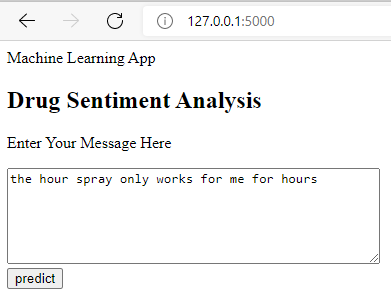 127.0.0.1:5000
Machine Learning App
Drug Sentiment Analysis
Enter Your Message Here
the hour spray only works for me for hours
predict